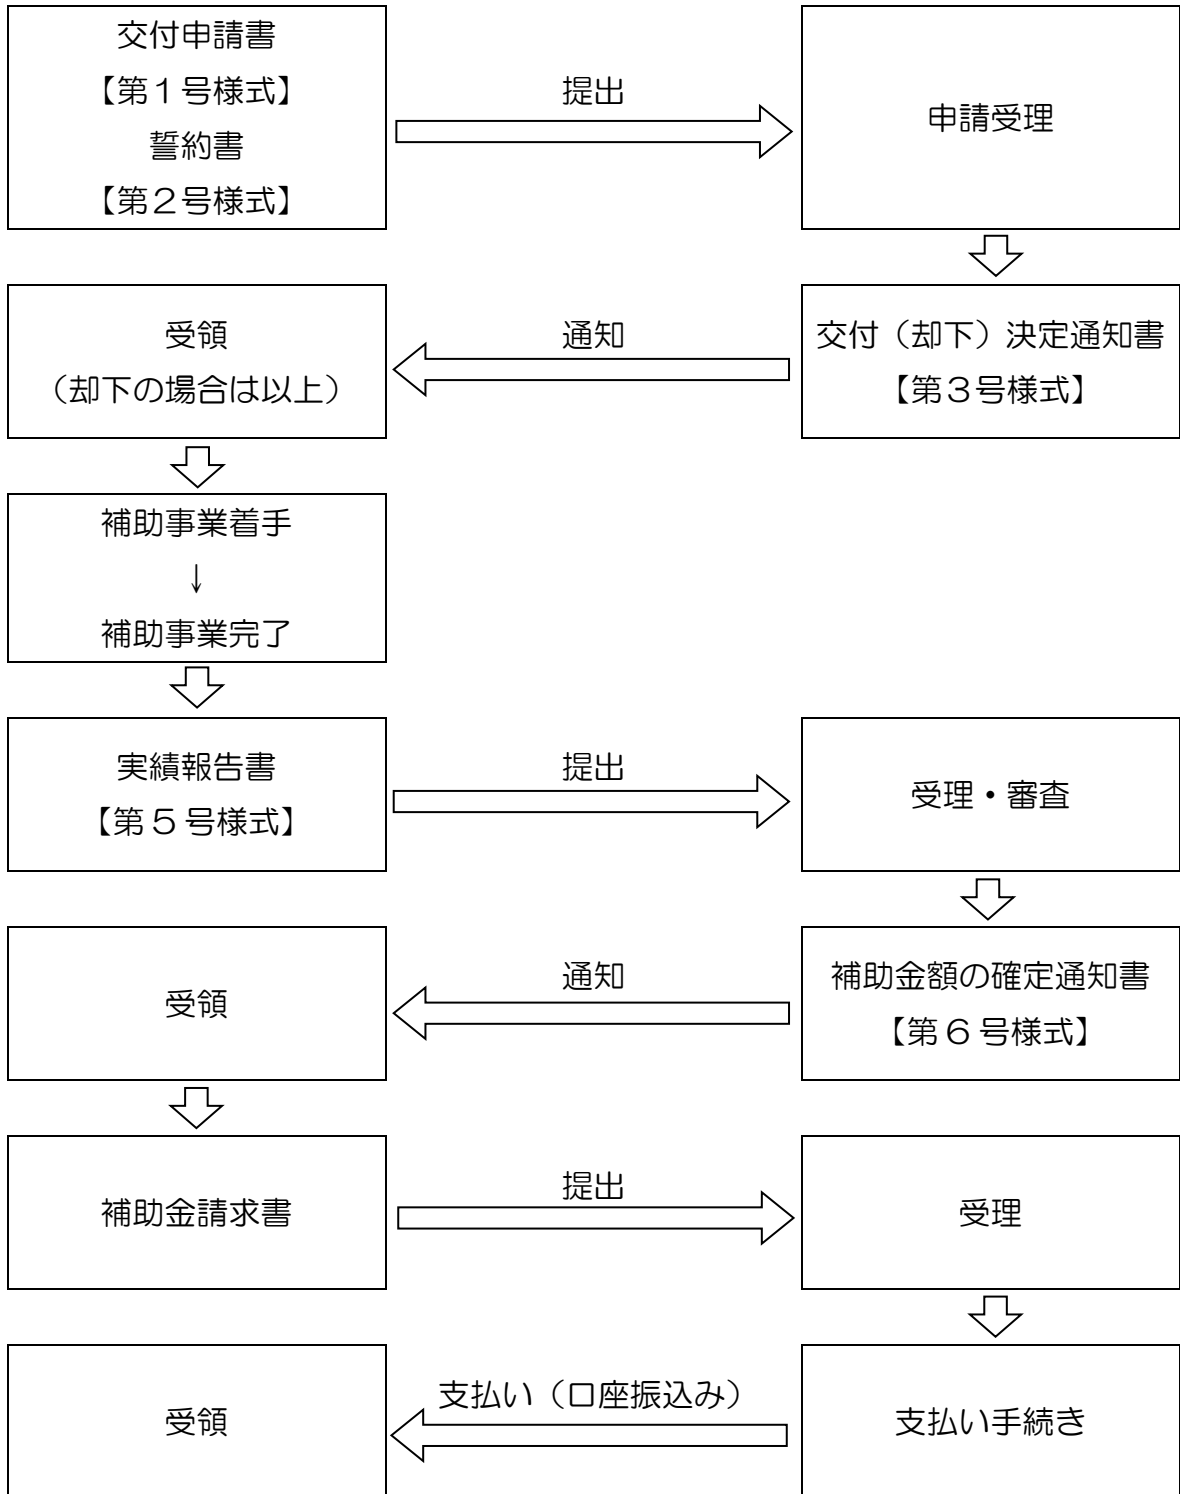 交付申請書
【第１号様式】
誓約書
【第２号様式】
提出
申請受理
交付（却下）決定通知書
【第３号様式】
通知
受領
（却下の場合は以上）
補助事業着手
↓
補助事業完了
実績報告書
【第５号様式】
提出
受理・審査
補助金額の確定通知書
【第６号様式】
通知
受領
補助金請求書
提出
受理
支払い手続き
支払い（口座振込み）
受領